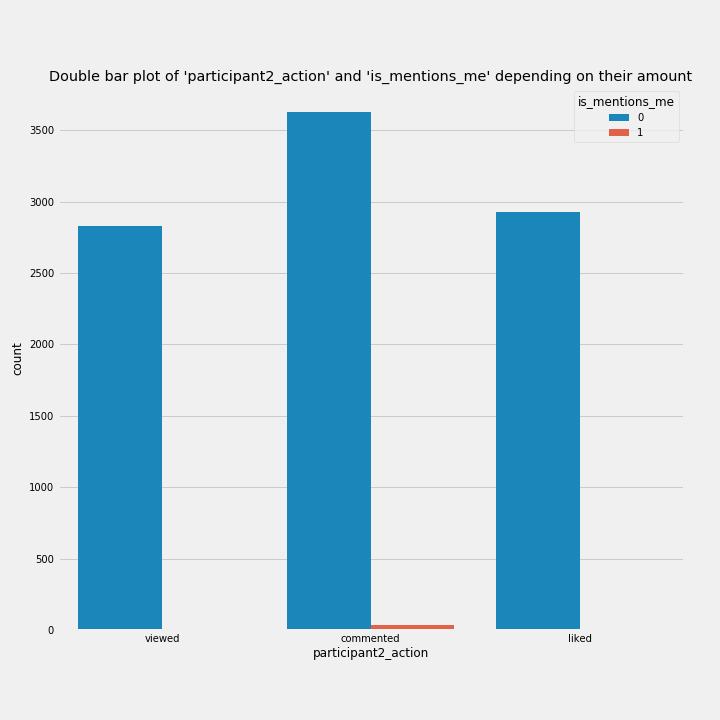 Double bar plot of 'participant2_action' and 'is_mentions_me' depending on their amount
is_mentions_me
0
1
3500
3000
2500
2000
1500
1000
500
0
count
viewed
commented
liked
participant2_action